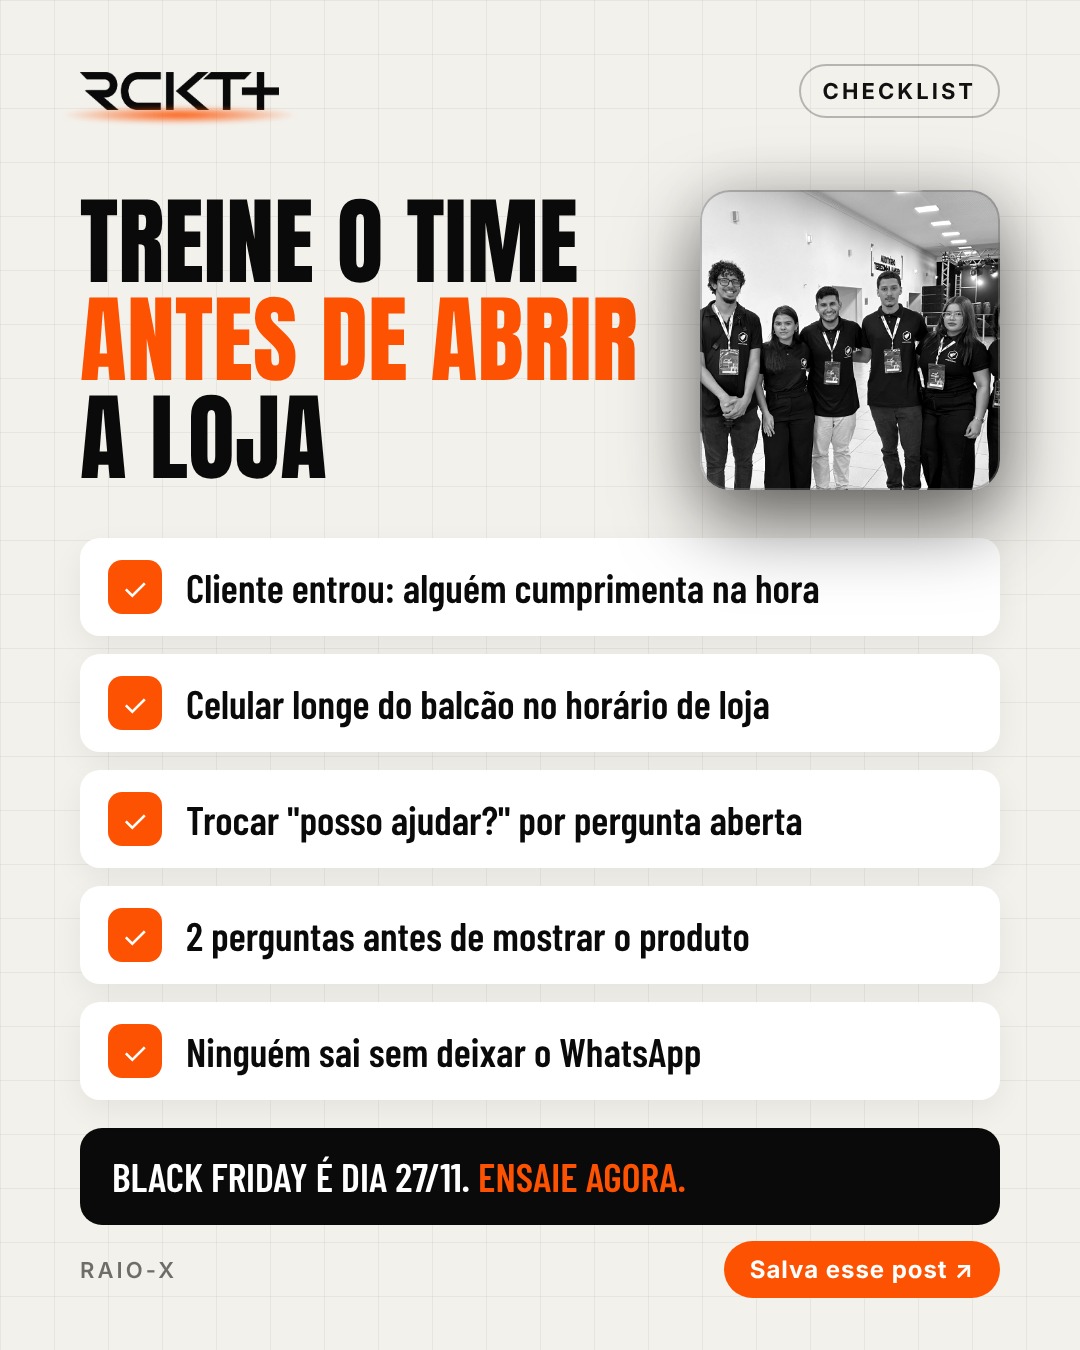 RCKT+
CHECKLIST
TREINE O TIME
ANTES DE ABRIR
A LOJA
Cliente entrou: alguém cumprimenta na hora
Celular longe do balcão no horário de loja
Trocar "posso ajudar?" por pergunta aberta
2 perguntas antes de mostrar o produto
Ninguém sai sem deixar o WhatsApp
BLACK FRIDAY É DIA 27/11. ENSAIE AGORA.
RAIO-X
Salva esse post ↗